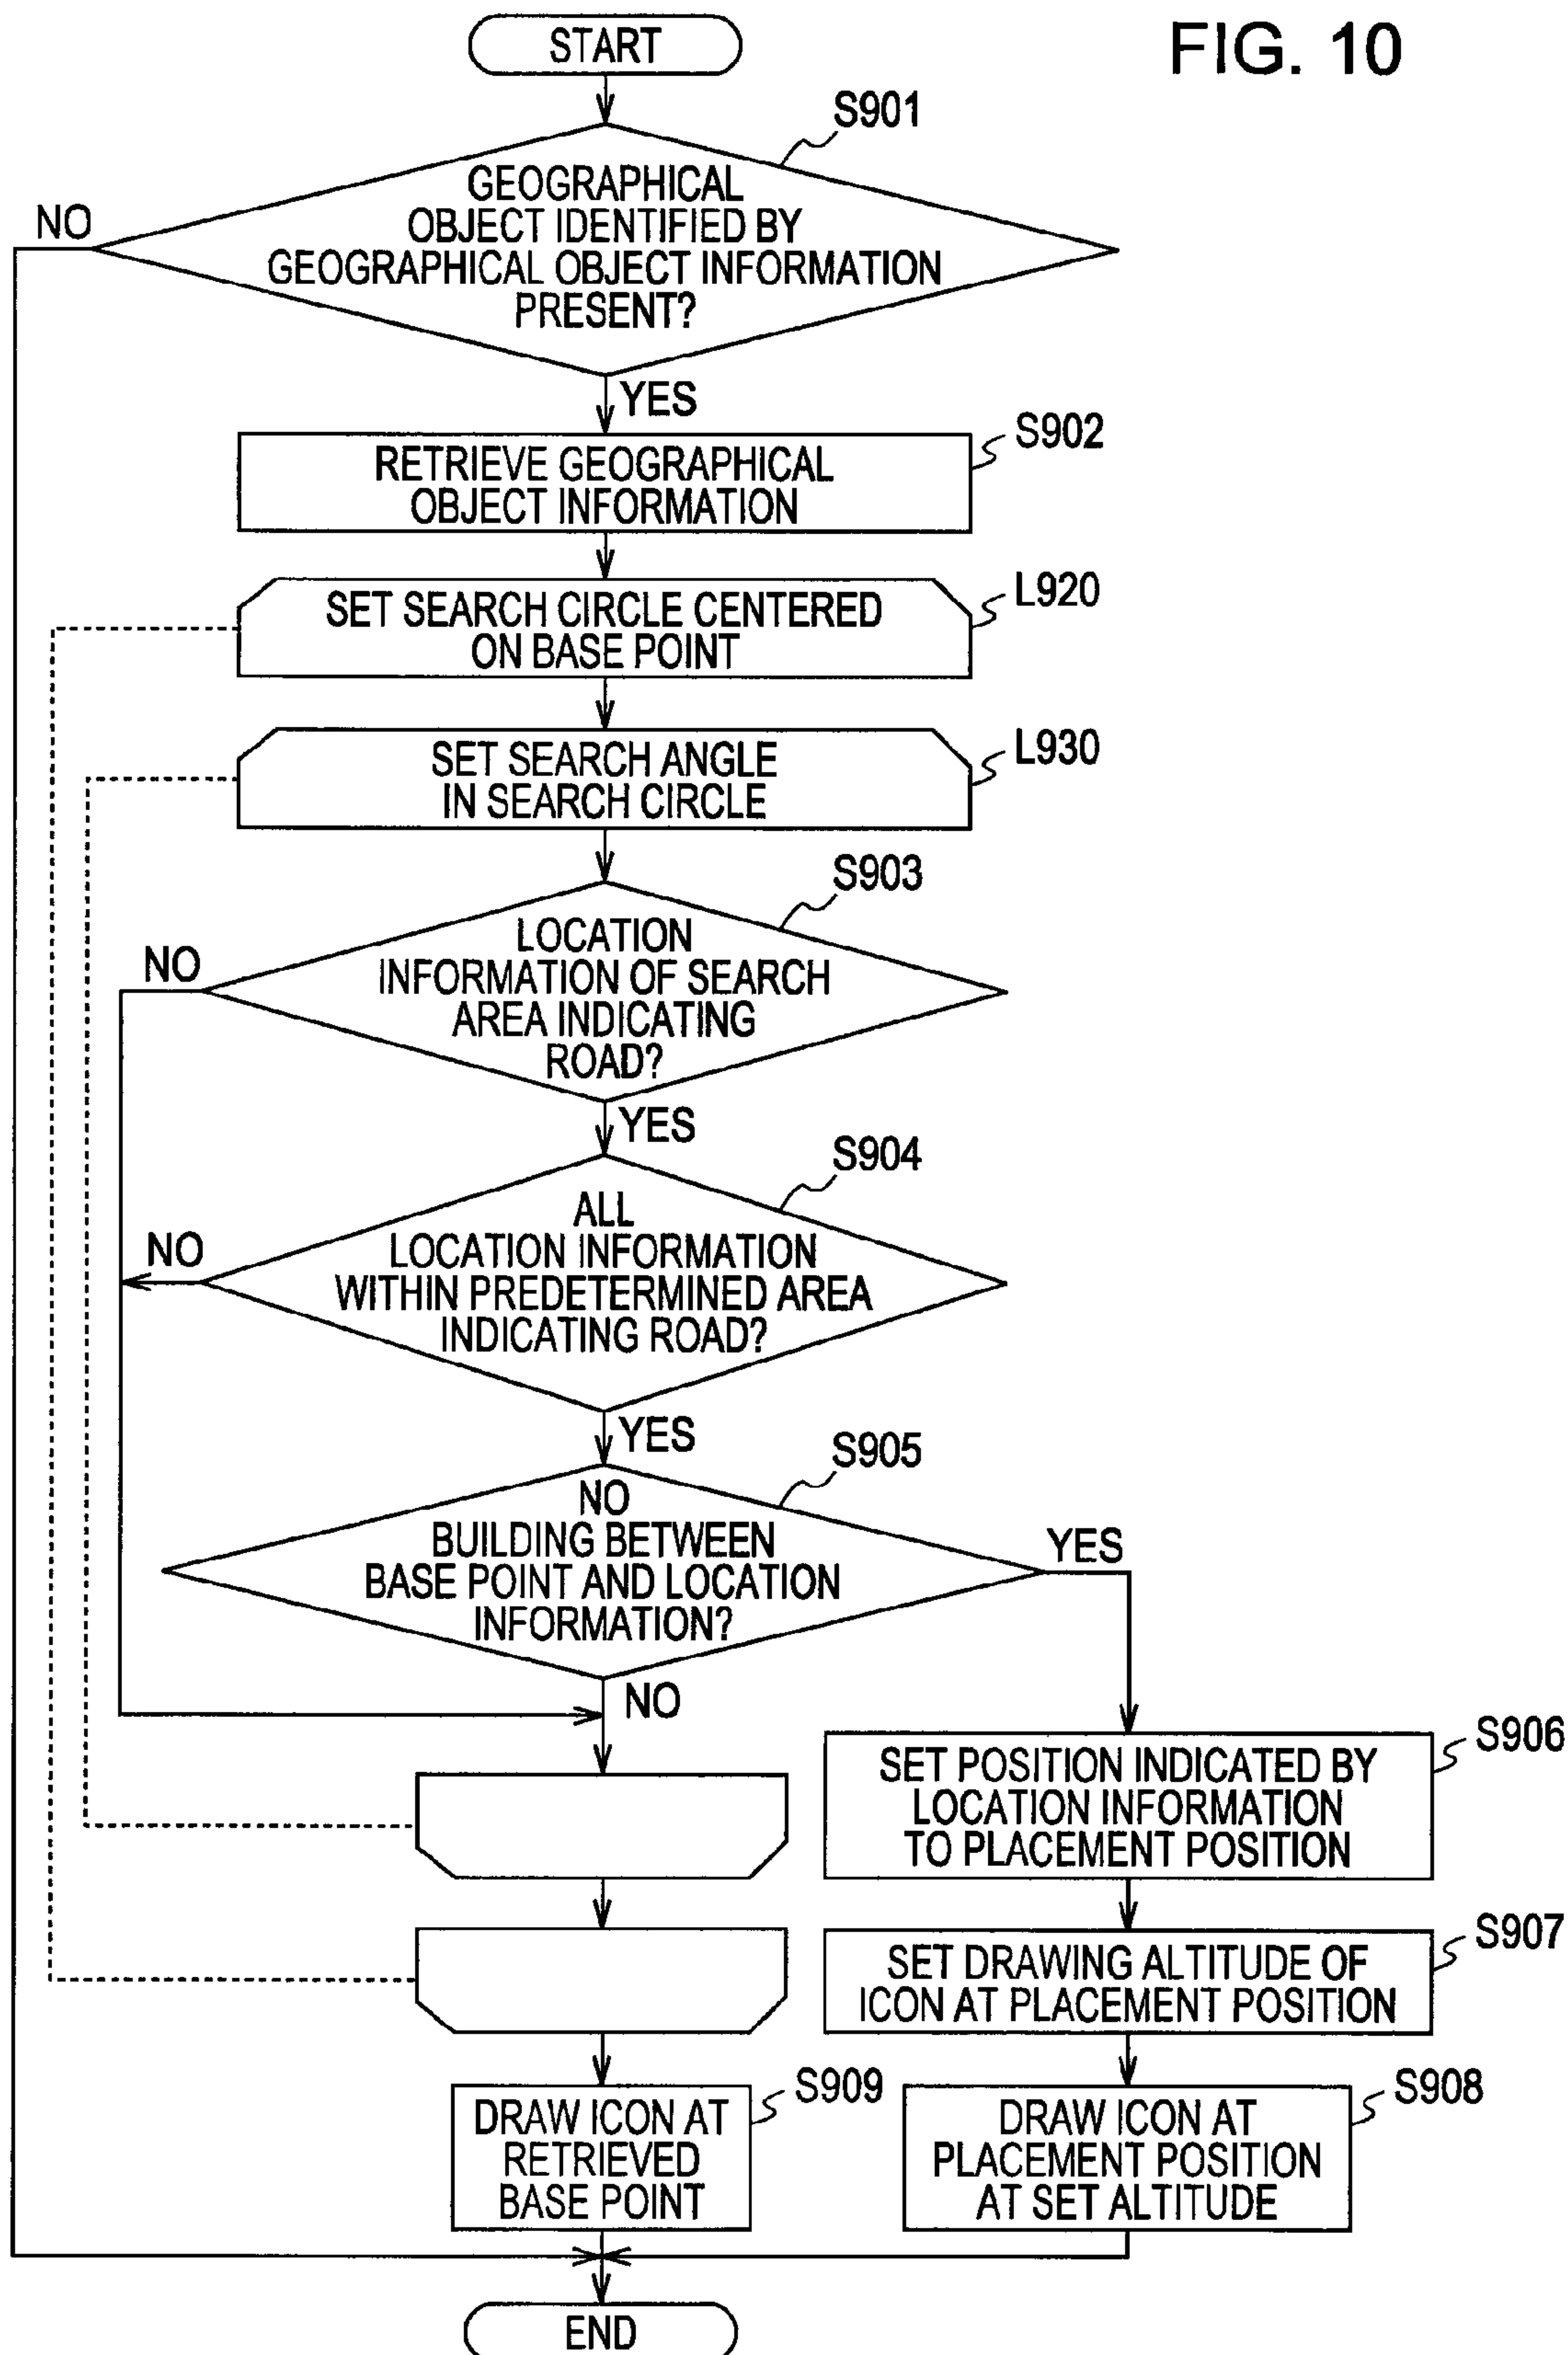 FIG. 10
START
S901
GEOGRAPHICAL
OBJECT IDENTIFIED BY
GEOGRAPHICAL OBJECT INFORMATION
PRESENT?
NO
YES
S902
RETRIEVE GEOGRAPHICAL
OBJECT INFORMATION
L920
SET SEARCH CIRCLE CENTERED
ON BASE POINT
L930
SET SEARCH ANGLE
IN SEARCH CIRCLE
S903
LOCATION
INFORMATION OF SEARCH
AREA INDICATING
ROAD?
NO
YES
S904
ALL
LOCATION INFORMATION
WITHIN PREDETERMINED AREA
INDICATING ROAD?
NO
YES
S905
NO
BUILDING BETWEEN
BASE POINT AND LOCATION
INFORMATION?
YES
NO
S906
SET POSITION INDICATED BY
LOCATION INFORMATION
TO PLACEMENT POSITION
S907
SET DRAWING ALTITUDE OF
ICON AT PLACEMENT POSITION
S909
DRAW ICON AT
RETRIEVED
BASE POINT
S908
DRAW ICON AT
PLACEMENT POSITION
AT SET ALTITUDE
END